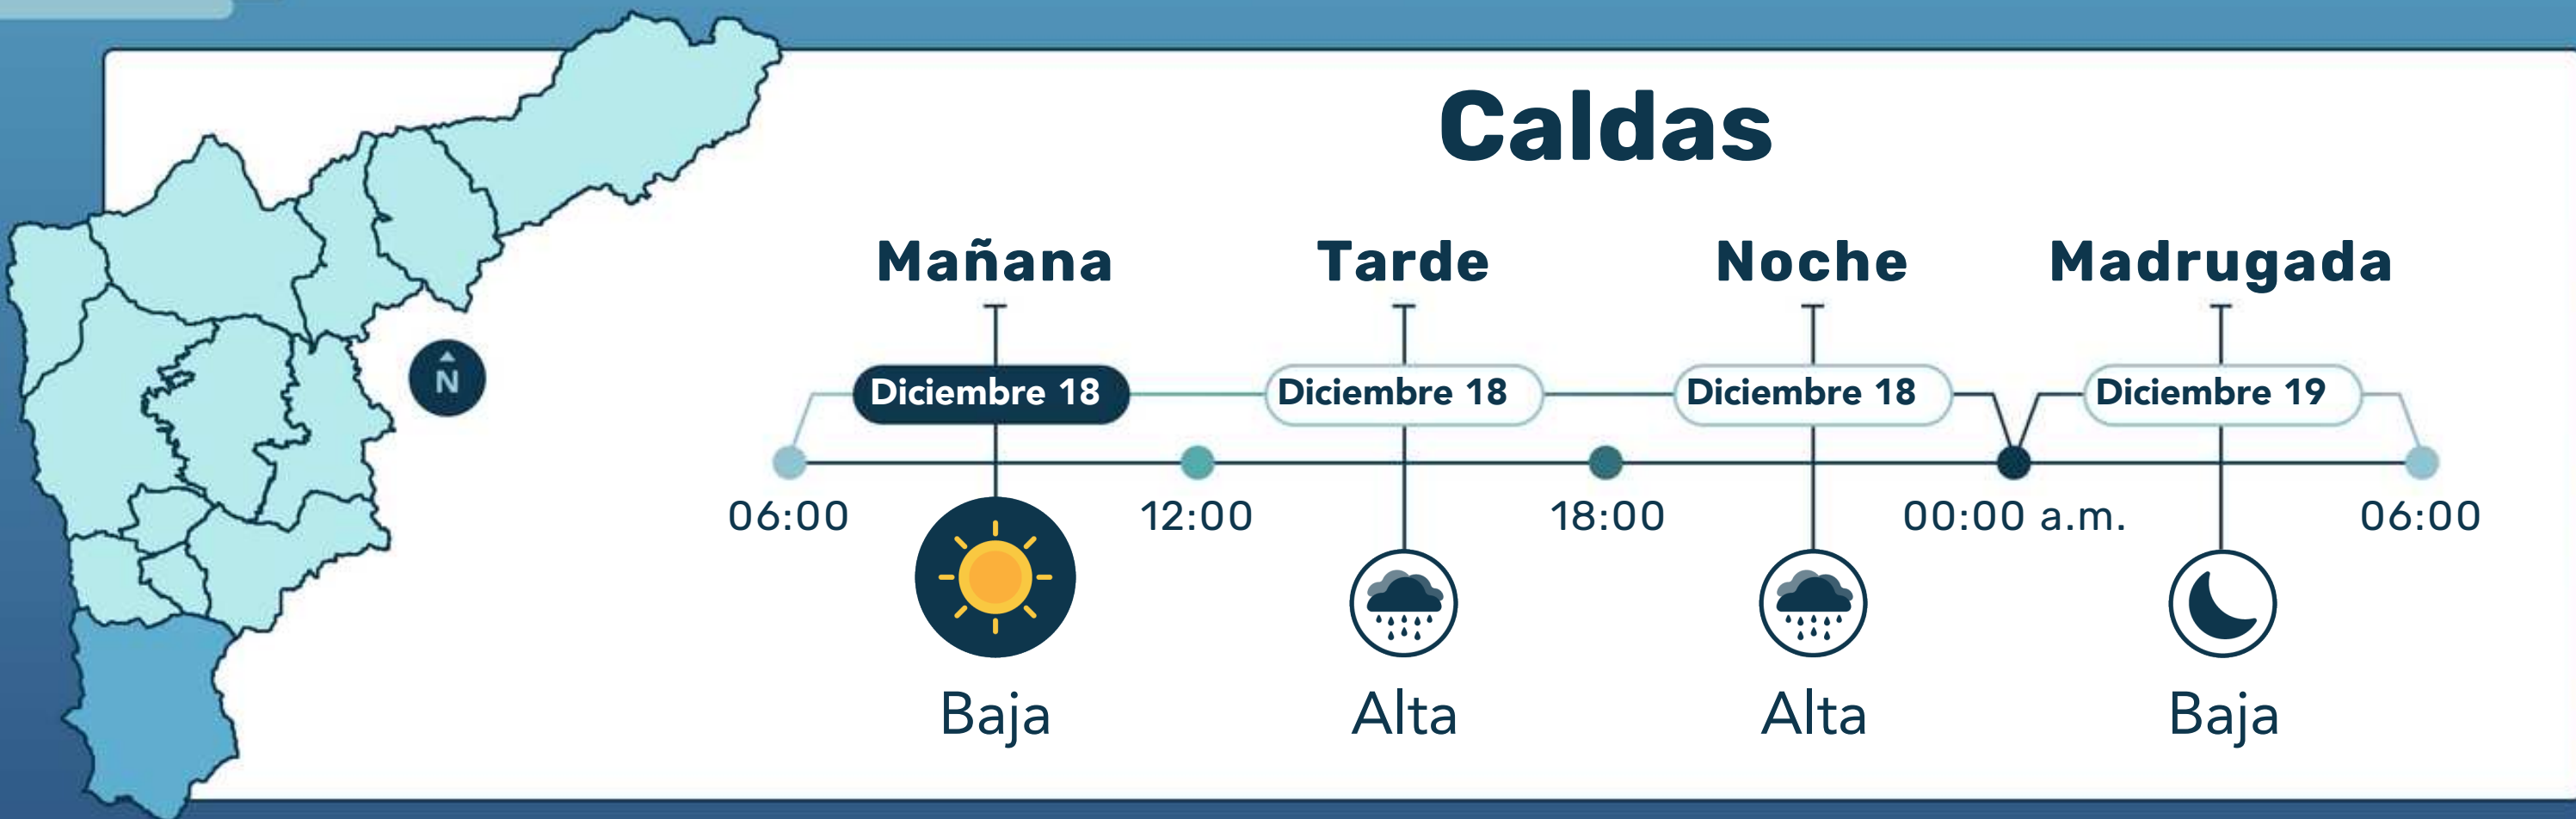 Caldas
Mañana Tarde Noche Madrugada
N
Diciembre 18 Diciembre 18 Diciembre 18 Diciembre 19
06:00 12:00 18:00 00:00 a.m. 06:00
Baja Alta Alta Baja